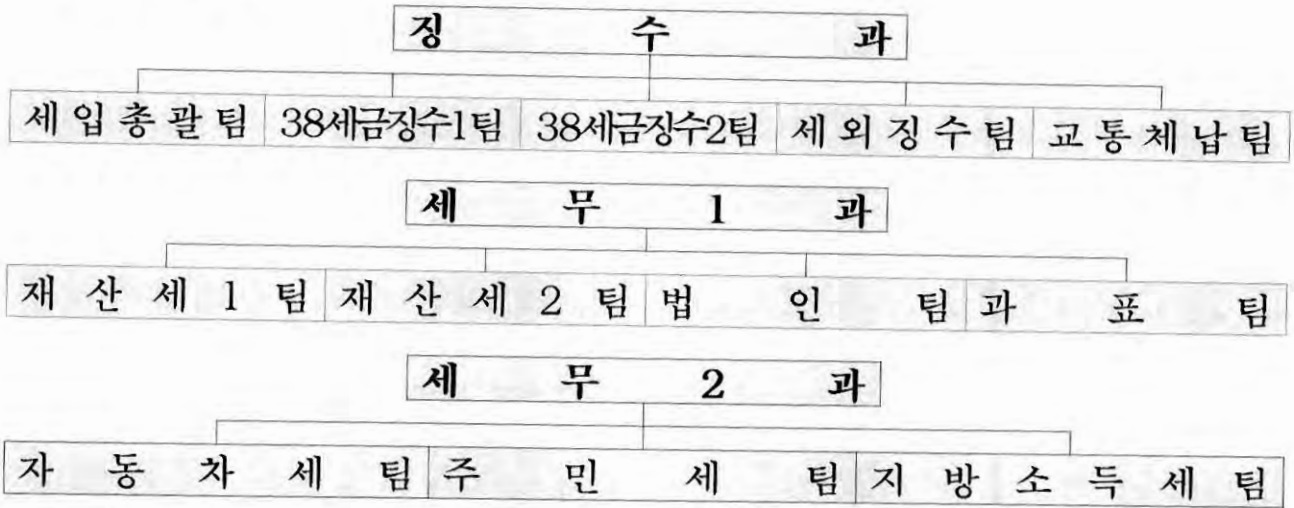 징 수 과
세입총괄팀 38세금징수1팀 38세금징수2팀 세외징수팀 교통체납팀
세 무 1 과
재 산 세 1 팀 재 산 세 2 팀 법 인 팀 과 표 팀
세 무 2 과
자 동 차 세 팀 주 민 세 팀 지 방 소 득 세 팀